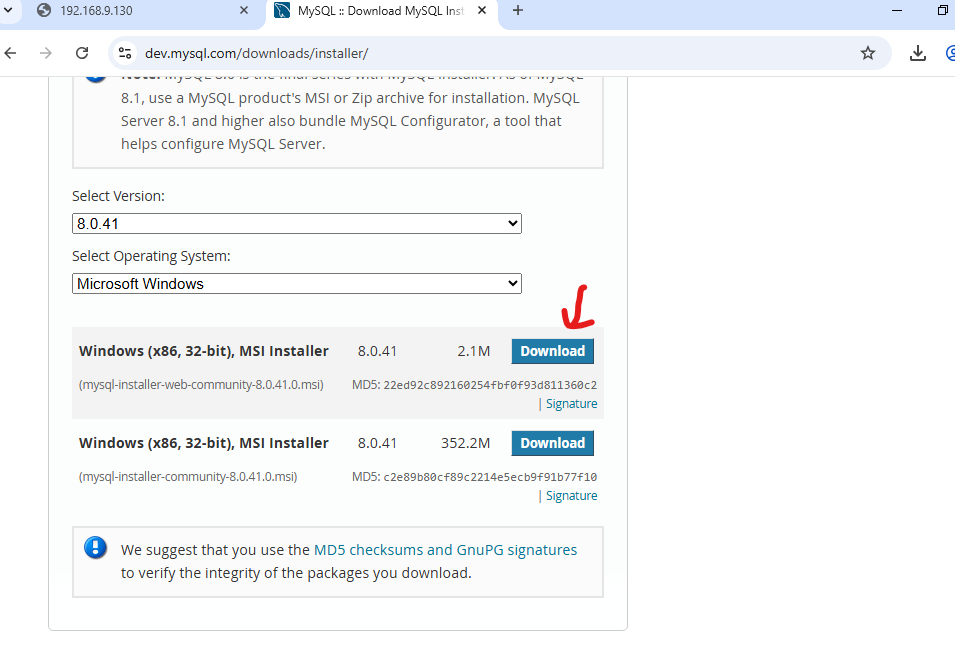 192.168.9.130
MySQL :: Download MySQL Inst
dev.mysql.com/downloads/installer/
Note: MySQL 8.0 is the final series with MySQL Installer. As of MySQL
8.1, use a MySQL product's MSI or Zip archive for installation. MySQL
Server 8.1 and higher also bundle MySQL Configurator, a tool that
helps configure MySQL Server.
Select Version:
8.0.41
Select Operating System:
Microsoft Windows
Windows (x86, 32-bit), MSI Installer 8.0.41 2.1M Download
(mysql-installer-web-community-8.0.41.0.msi) MD5: 22ed92c892160254fbf0f93d811360c2
| Signature
Windows (x86, 32-bit), MSI Installer 8.0.41 352.2M Download
(mysql-installer-community-8.0.41.0.msi) MD5: c2e89b80cf89c2214e5ecb9f91b77f10
| Signature
We suggest that you use the MD5 checksums and GnuPG signatures
to verify the integrity of the packages you download.